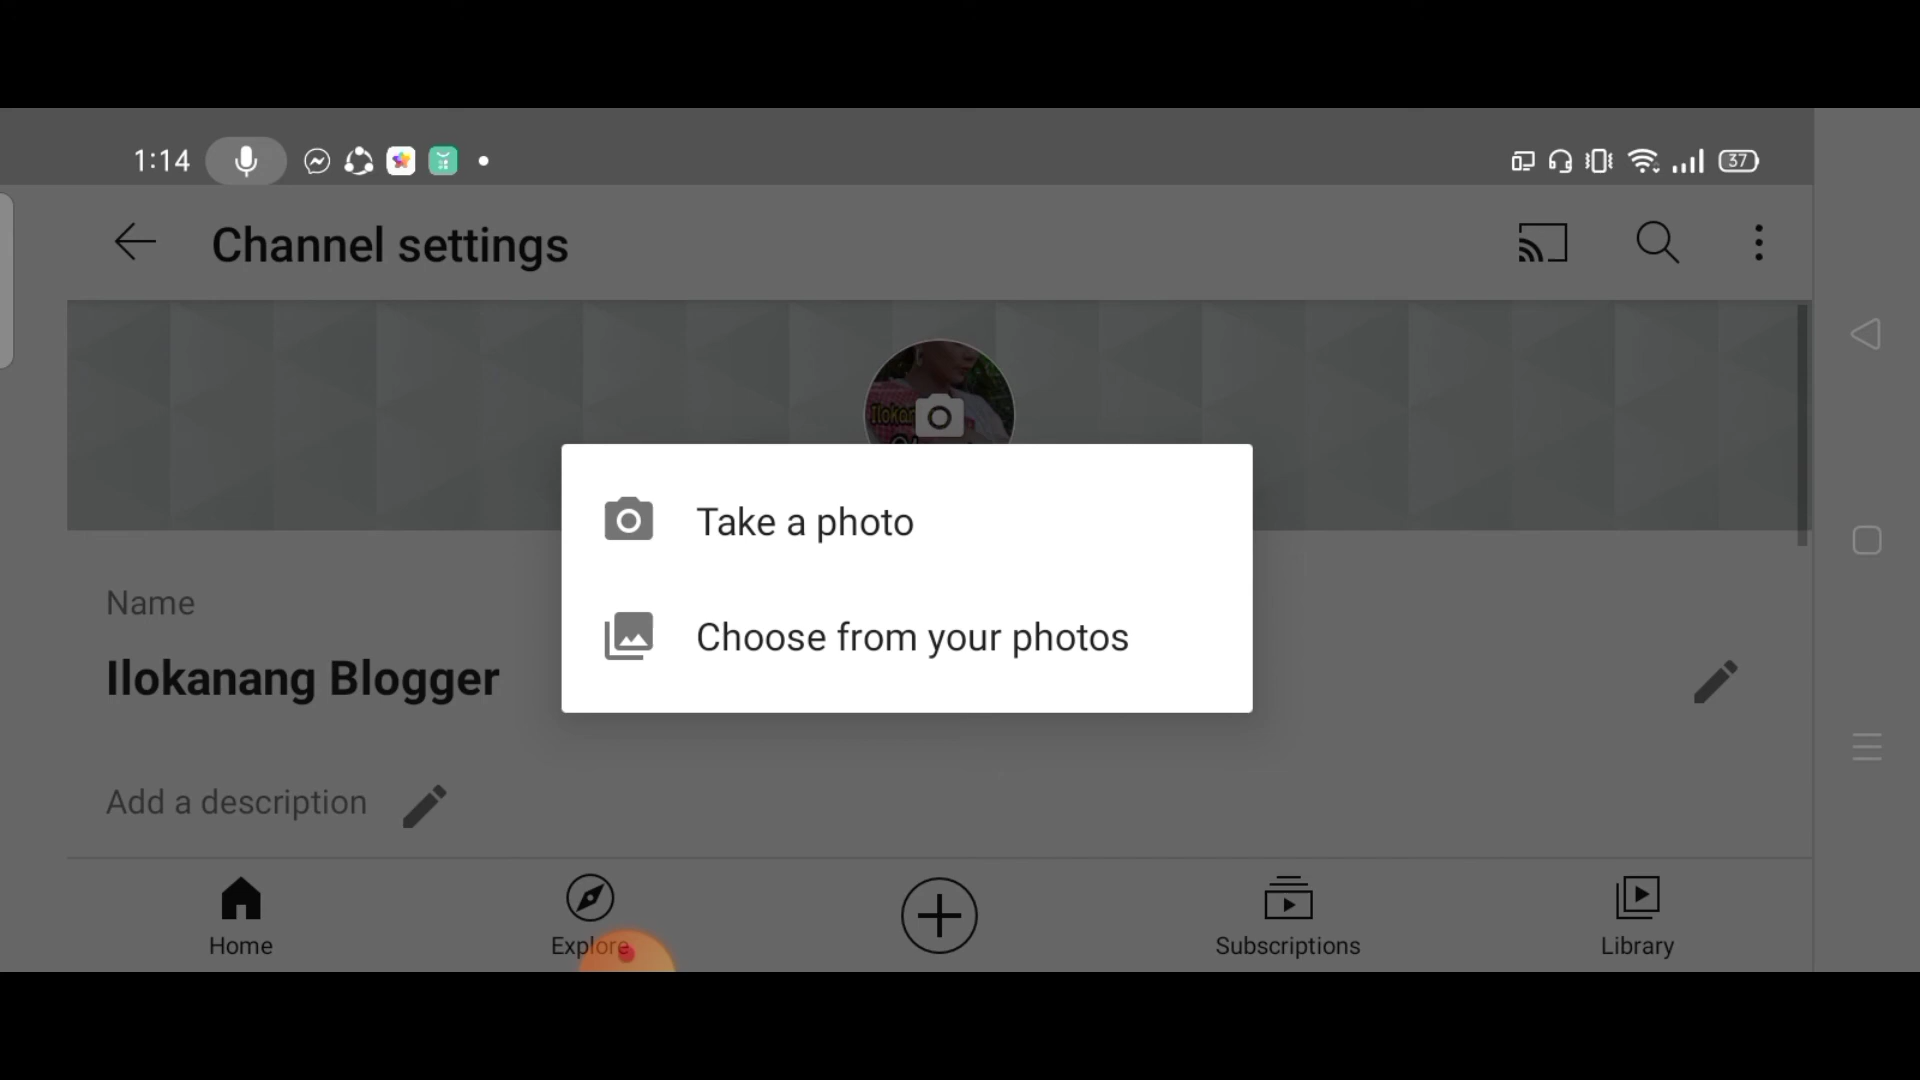 1:14
37
Channel settings
Take a photo
Choose from your photos
Name
Ilokanang Blogger
Add a description
Home
Explore
Subscriptions
Library